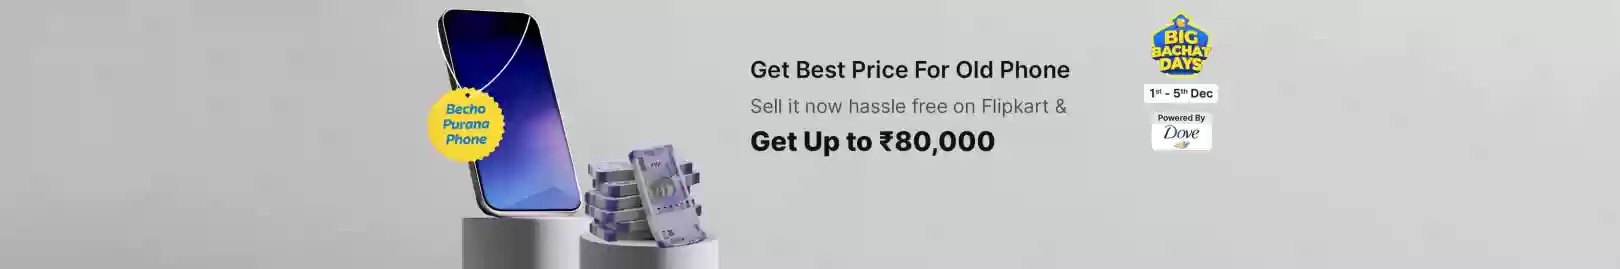 Becho
Purana
Phone
Get Best Price For Old Phone
Sell it now hassle free on Flipkart &
Get Up to ₹80,000
BIG
BACHAT
DAYS
1st - 5th Dec
Powered By
Dove